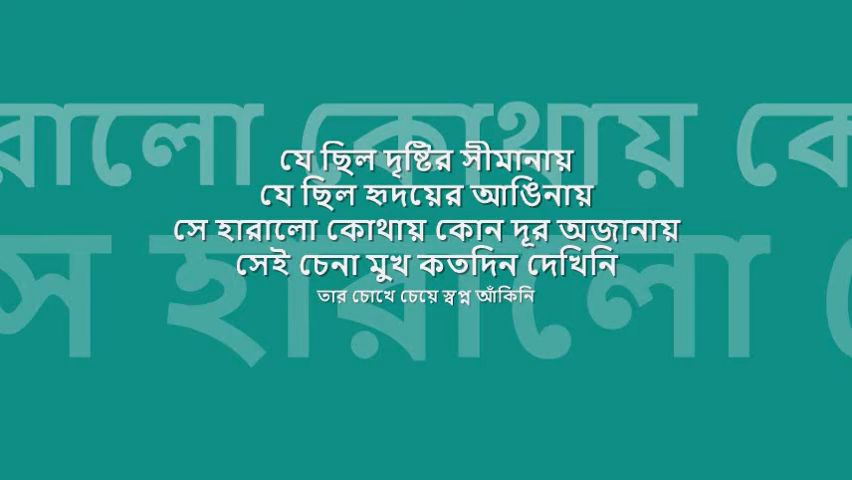 রালো কোথায় কো
যে ছিল দৃষ্টির সীমানায়
যে ছিল হৃদয়ের আঙিনায়
সে হারালো কোথায় কোন দূর অজানায়
সেই চেনা মুখ কতদিন দেখিনি
তার চোখে চেয়ে স্বপ্ন আঁকিনি
স হারালো